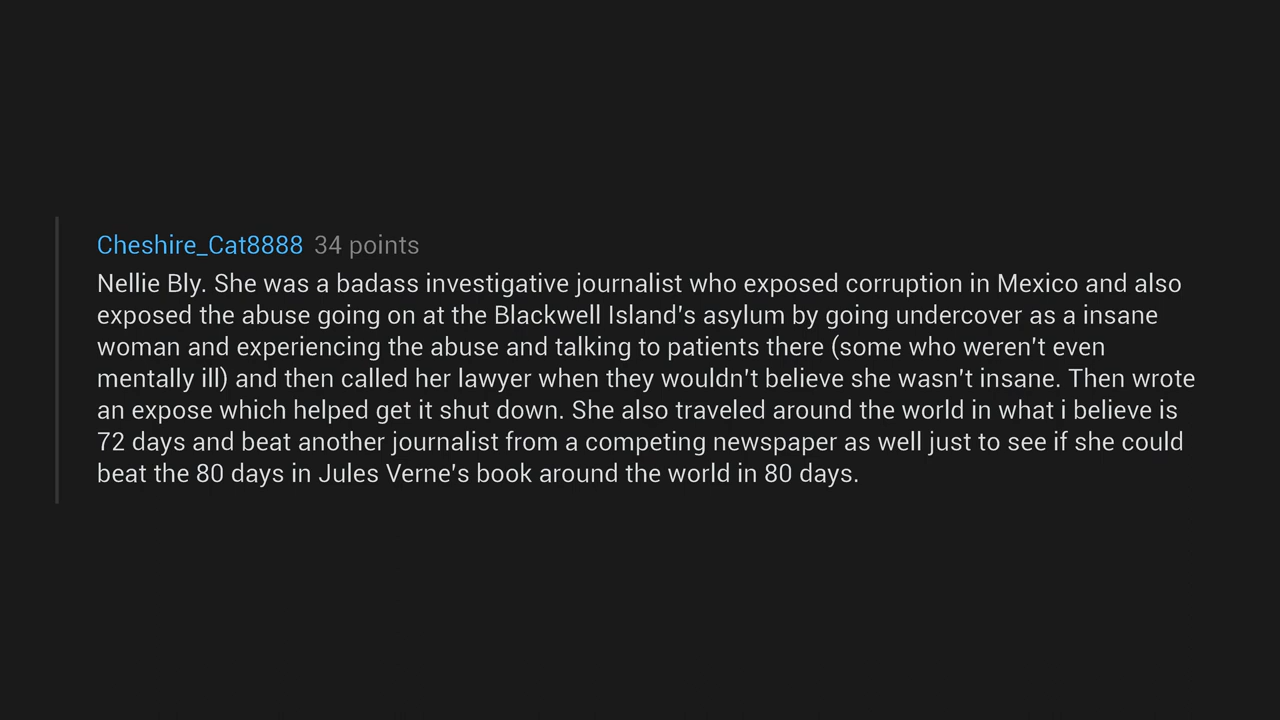 Cheshire_Cat8888 34 points
Nellie Bly. She was a badass investigative journalist who exposed corruption in Mexico and also
exposed the abuse going on at the Blackwell Island's asylum by going undercover as a insane
woman and experiencing the abuse and talking to patients there (some who weren't even
mentally ill) and then called her lawyer when they wouldn't believe she wasn't insane. Then wrote
an expose which helped get it shut down. She also traveled around the world in what i believe is
72 days and beat another journalist from a competing newspaper as well just to see if she could
beat the 80 days in Jules Verne's book around the world in 80 days.